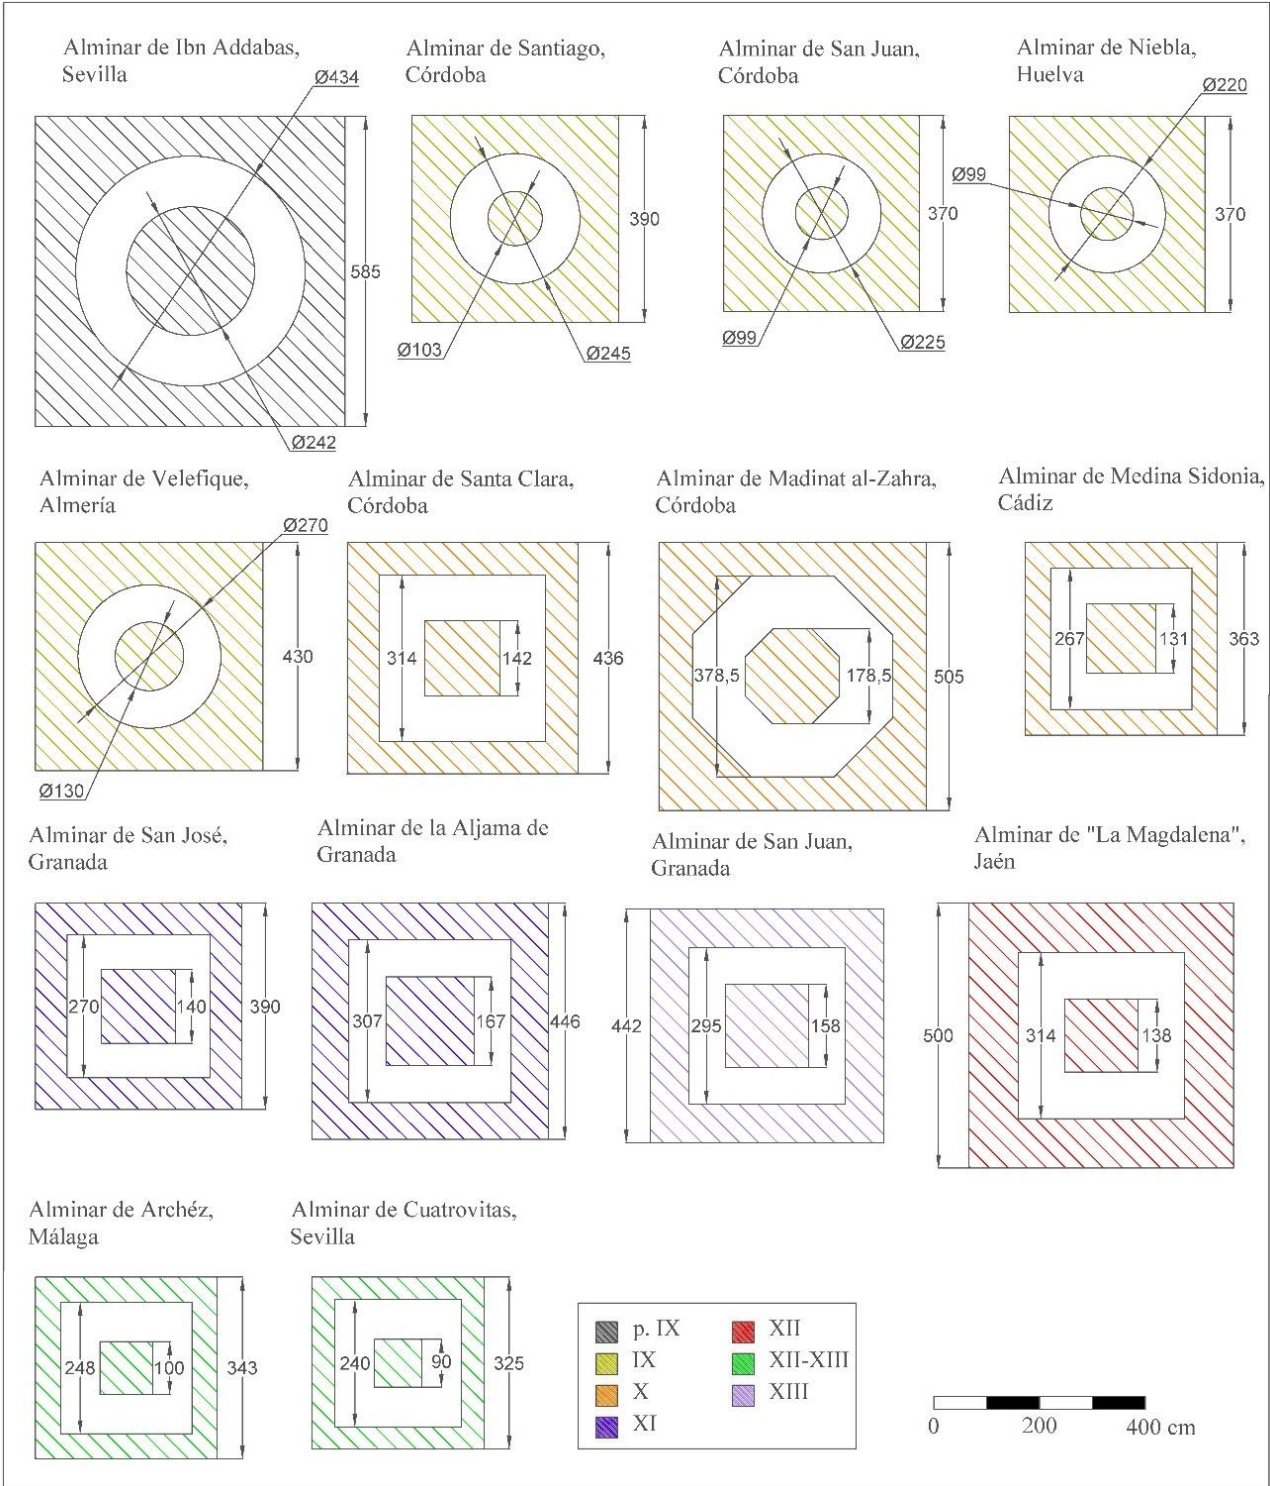 Alminar de Ibn Addabas,
Sevilla
Ø434
585
Ø242
Alminar de Santiago,
Córdoba
390
Ø103
Ø245
Alminar de San Juan,
Córdoba
370
Ø99
Ø225
Alminar de Niebla,
Huelva
Ø220
Ø99
370
Alminar de Velefique,
Almería
Ø270
430
Ø130
Alminar de Santa Clara,
Córdoba
314
142
436
Alminar de Madinat al-Zahra,
Córdoba
378,5
178,5
505
Alminar de Medina Sidonia,
Cádiz
267
131
363
Alminar de San José,
Granada
270
140
390
Alminar de la Aljama de
Granada
307
167
446
Alminar de San Juan,
Granada
442
295
158
Alminar de "La Magdalena",
Jaén
500
314
138
Alminar de Archéz,
Málaga
248
100
343
Alminar de Cuatrovitas,
Sevilla
240
90
325
p. IX
IX
X
XI
XII
XII-XIII
XIII
0 200 400 cm